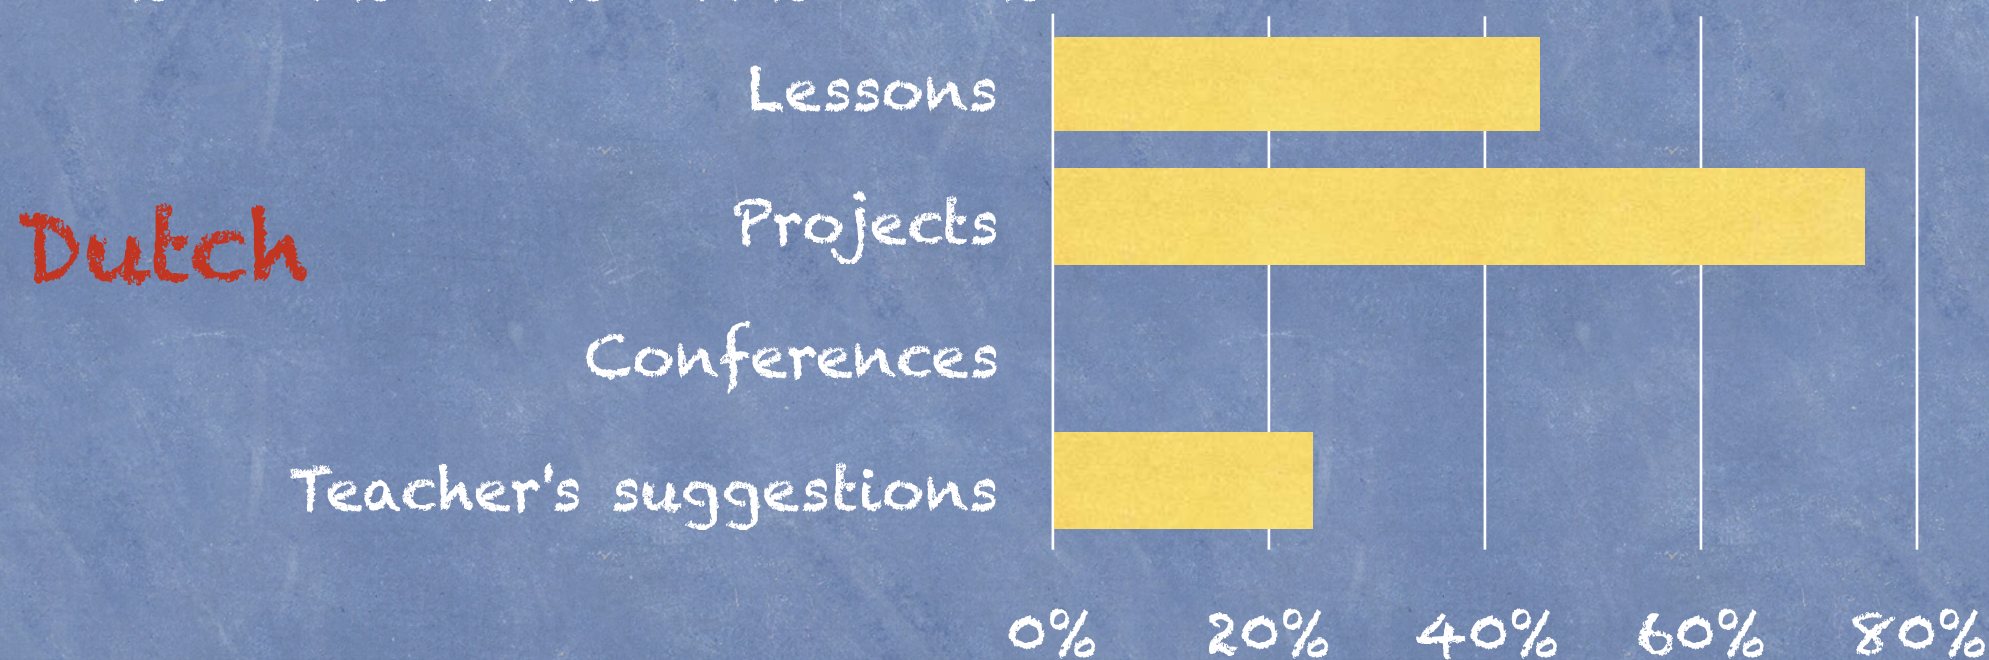 Lessons
Projects
Dutch
Conferences
Teacher's suggestions
0% 20% 40% 60% 80%